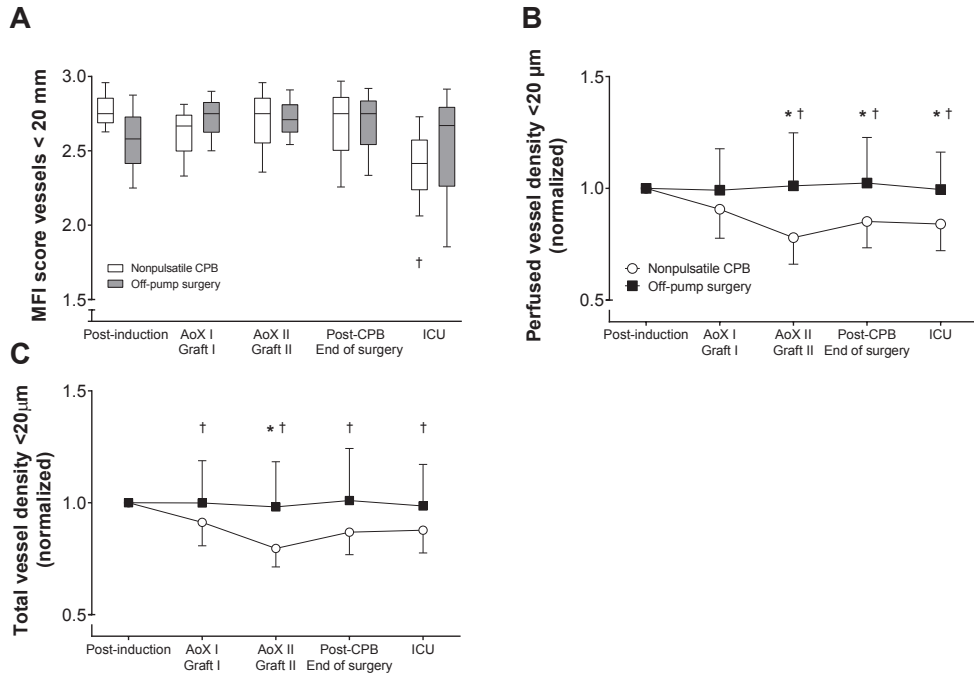 A
MFI score vessels < 20 mm
3.0
2.5
2.0
1.5
†
Nonpulsatile CPB
Off-pump surgery
Post-induction
AoX I
Graft I
AoX II
Graft II
Post-CPB
End of surgery
ICU
B
Perfused vessel density <20 µm
(normalized)
1.5
1.0
0.5
* †
* †
* †
Nonpulsatile CPB
Off-pump surgery
Post-induction
AoX I
Graft I
AoX II
Graft II
Post-CPB
End of surgery
ICU
C
Total vessel density <20µm
(normalized)
1.5
1.0
0.5
†
* †
†
†
Post-induction
AoX I
Graft I
AoX II
Graft II
Post-CPB
End of surgery
ICU